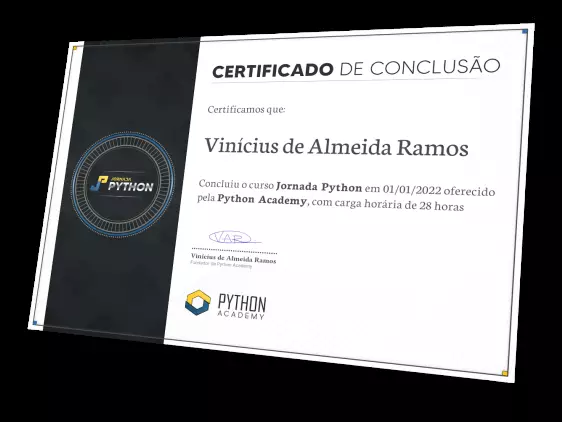 CERTIFICADO DE CONCLUSÃO
Certificamos que:
Vinícius de Almeida Ramos
Concluiu o curso Jornada Python em 01/01/2022 oferecido
pela Python Academy, com carga horária de 28 horas
VAR
Vinícius de Almeida Ramos
Fundador da Python Academy
PYTHON
ACADEMY
JORNADA
PYTHON